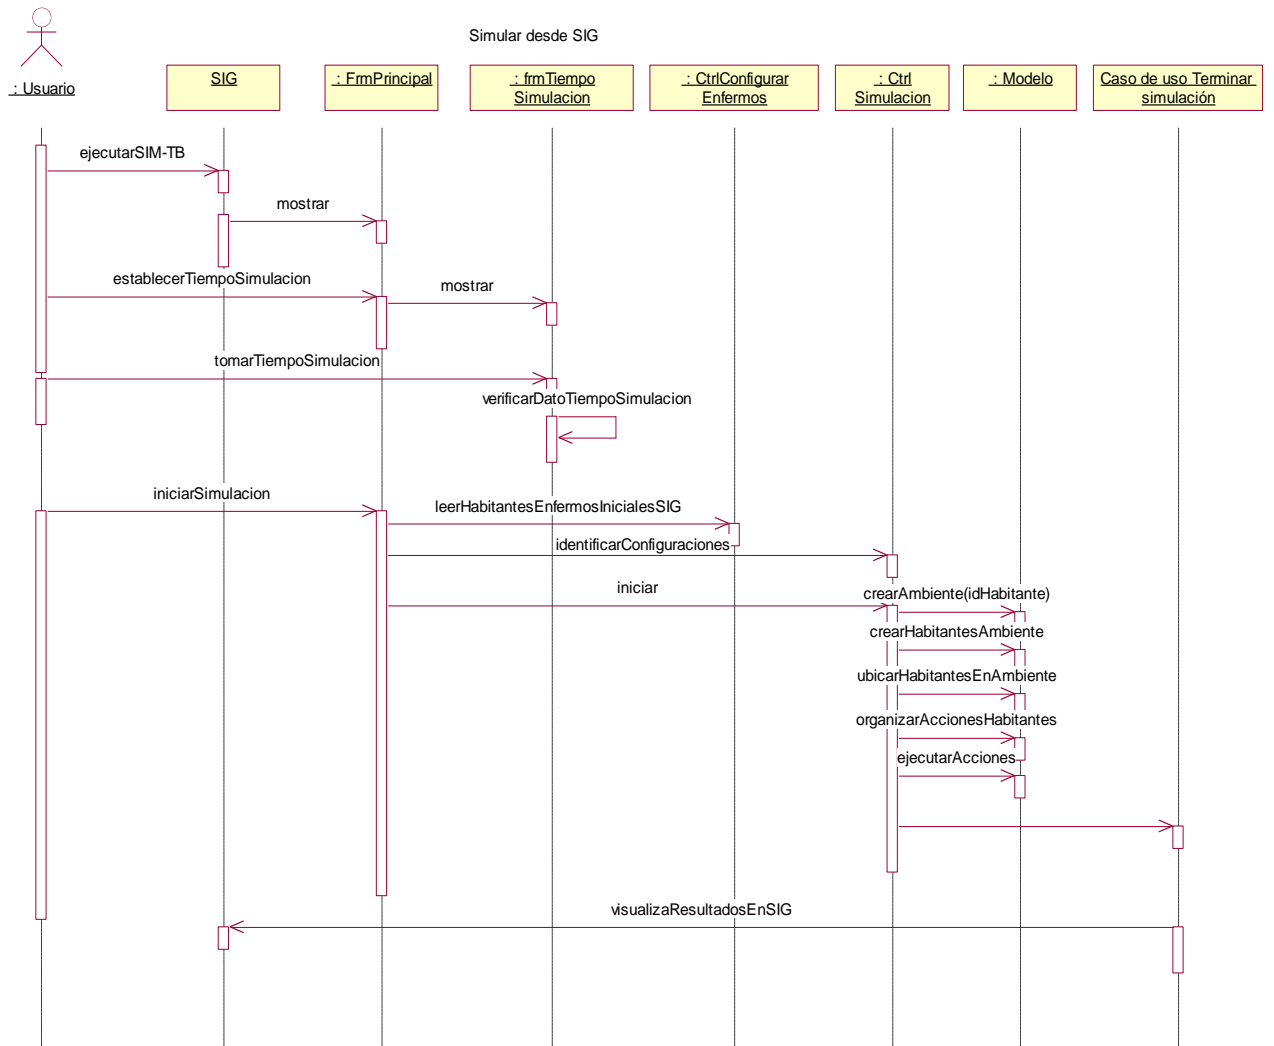 Simular desde SIG
: Usuario
SIG
: FrmPrincipal
: frmTiempo
Simulacion
: CtrlConfigurar
Enfermos
: Ctrl
Simulacion
: Modelo
Caso de uso Terminar
simulación
ejecutarSIM-TB
mostrar
establecerTiempoSimulacion
mostrar
tomarTiempoSimulacion
verificarDatoTiempoSimulacion
iniciarSimulacion
leerHabitantesEnfermosInicialesSIG
identificarConfiguraciones
iniciar
crearAmbiente(idHabitante)
crearHabitantesAmbiente
ubicarHabitantesEnAmbiente
organizarAccionesHabitantes
ejecutarAcciones
visualizaResultadosEnSIG